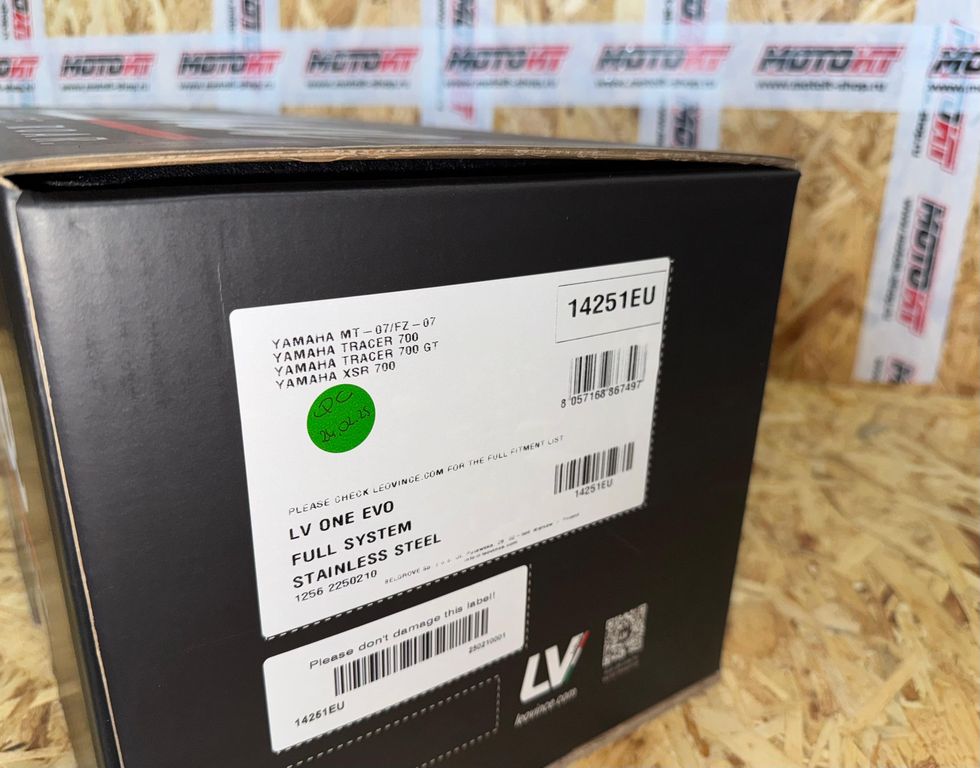 MOTOHT MOTOHT MOTOHT MOTOHT MOTOHT
14251EU
YAMAHA MT-07/FZ-07
YAMAHA TRACER 700
YAMAHA TRACER 700 GT
YAMAHA XSR 700
8 057168 867497
QC
PLEASE CHECK LEOVINCE.COM FOR THE FULL FITMENT LIST
14251EU
LV ONE EVO
FULL SYSTEM
STAINLESS STEEL
1256 2250210
Please don't damage this label!
250210001
14251EU
LV
leovince.com